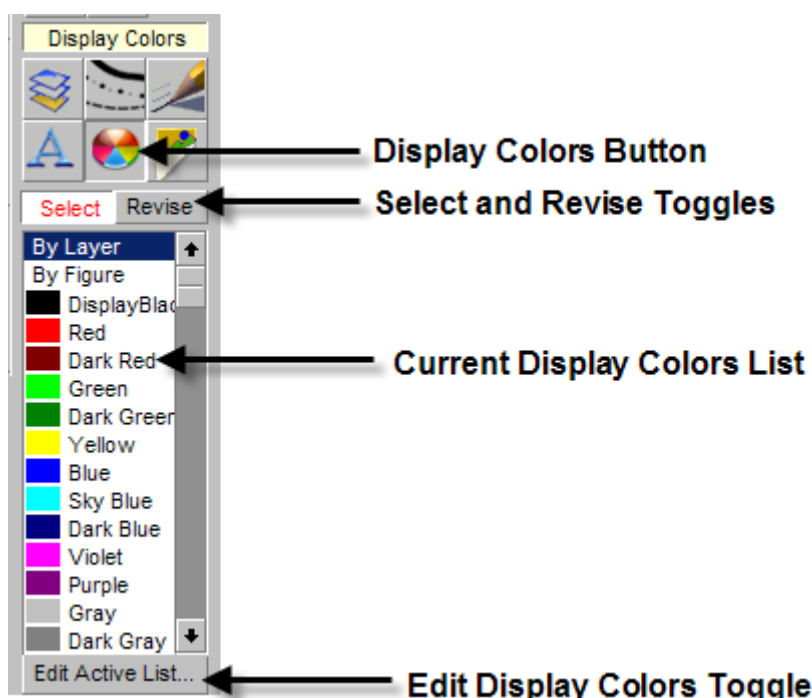 Display Colors
A
Display Colors Button
Select Revise
Select and Revise Toggles
By Layer
By Figure
DisplayBlac
Red
Dark Red
Current Display Colors List
Green
Dark Green
Yellow
Blue
Sky Blue
Dark Blue
Violet
Purple
Gray
Dark Gray
Edit Active List...
Edit Display Colors Toggle